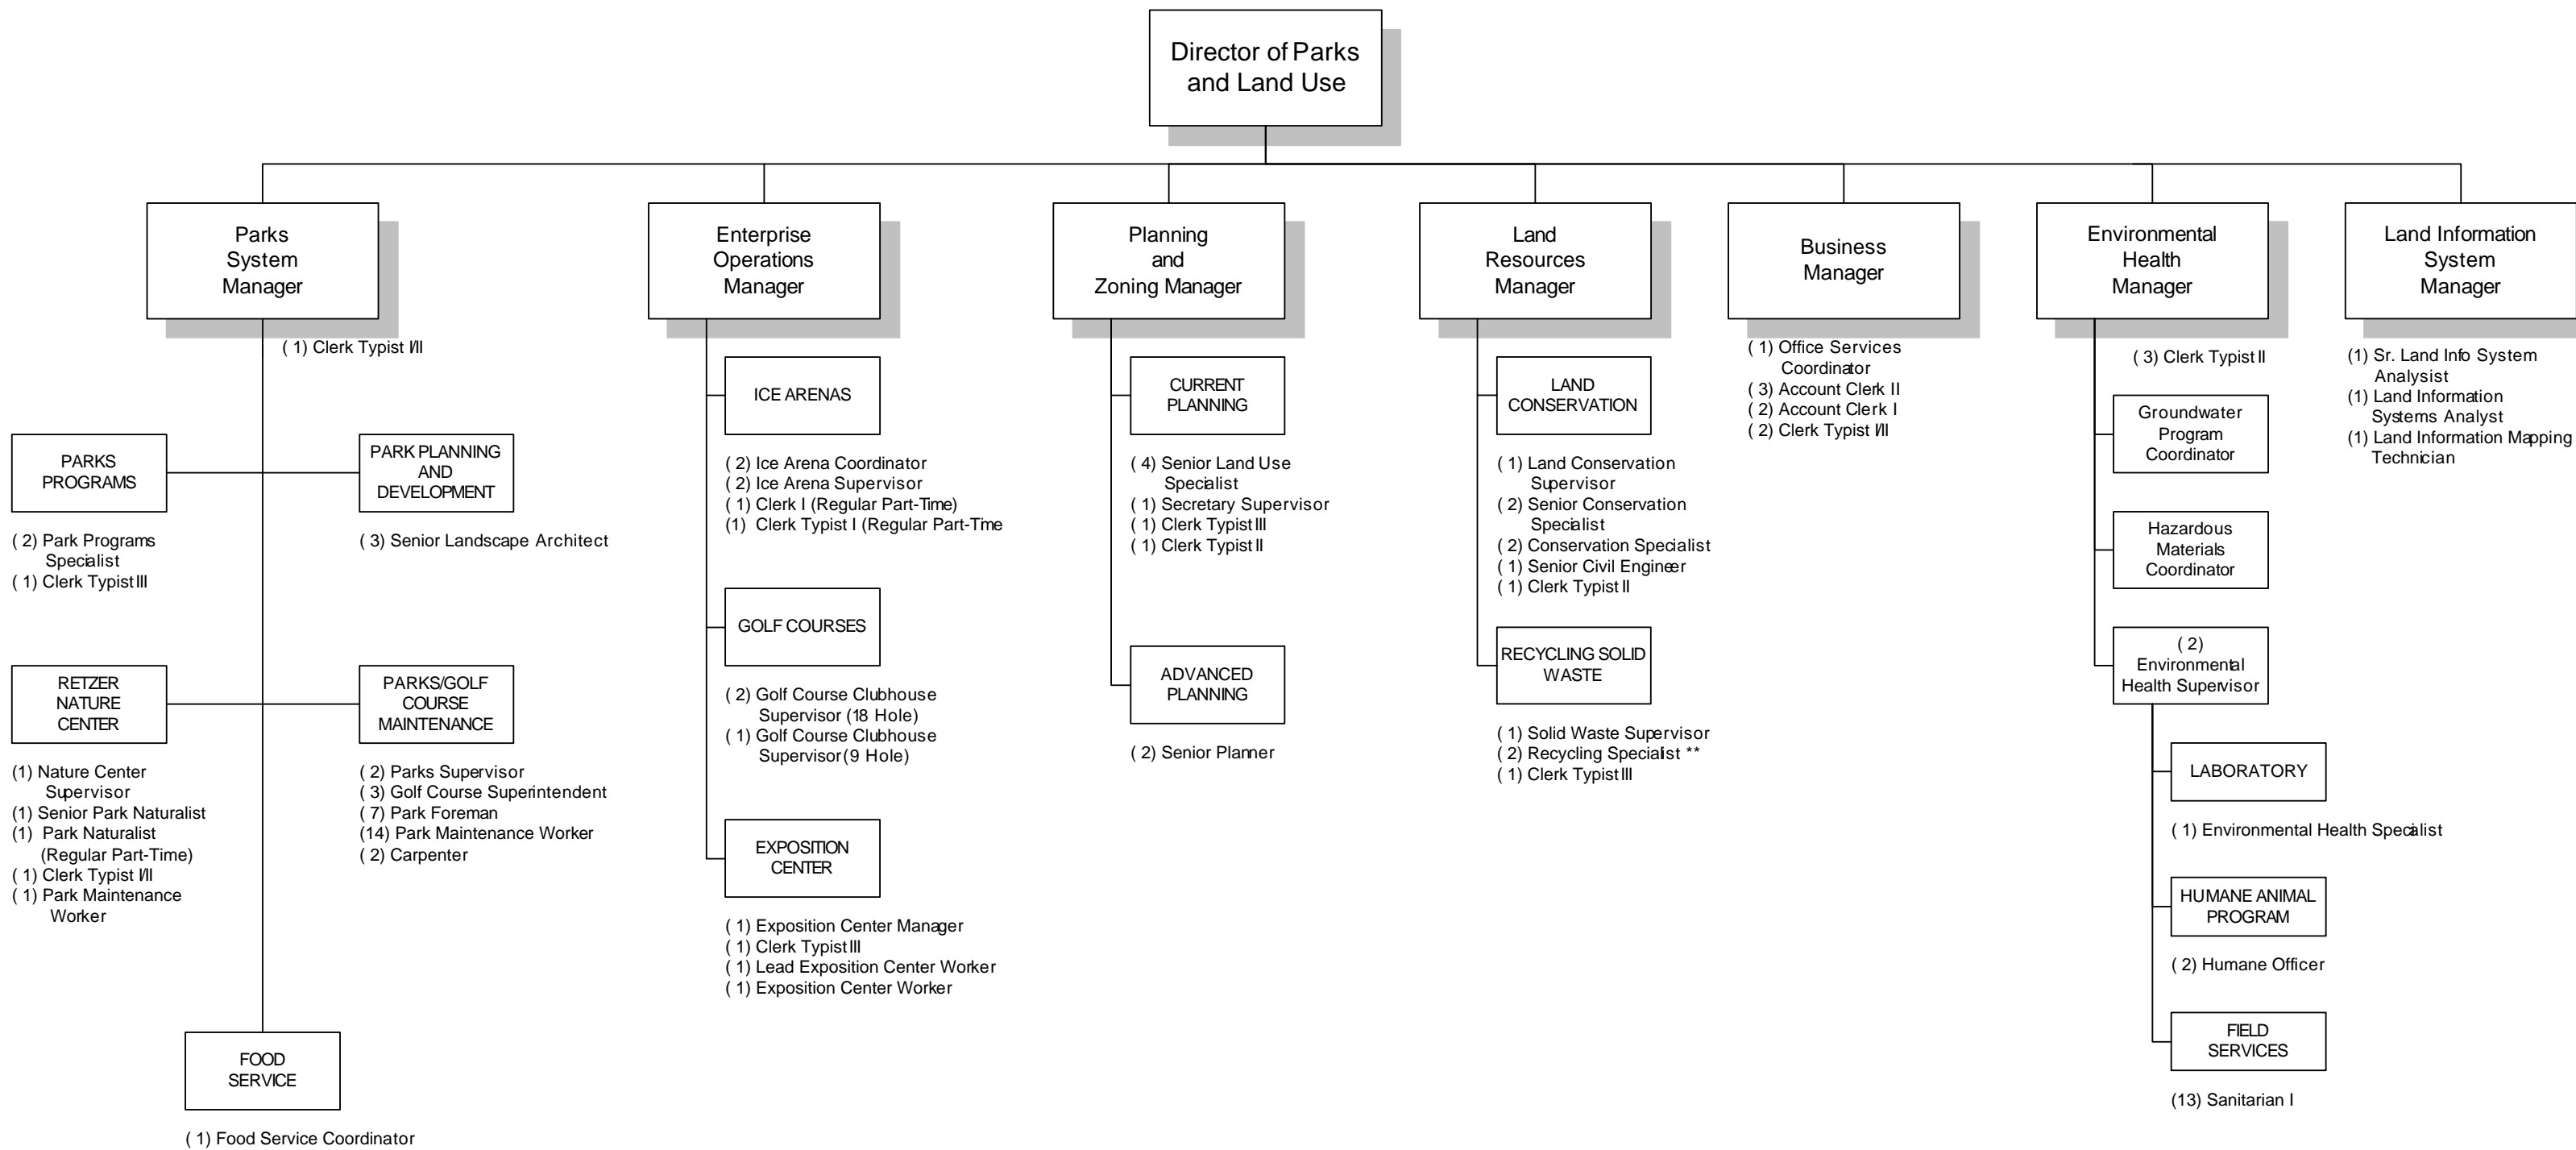 Director of Parks
and Land Use
Parks
System
Manager
( 1) Clerk Typist I/II
PARKS
PROGRAMS
( 2) Park Programs
Specialist
( 1) Clerk Typist III
PARK PLANNING
AND
DEVELOPMENT
( 3) Senior Landscape Architect
RETZER
NATURE
CENTER
(1) Nature Center
Supervisor
(1) Senior Park Naturalist
(1) Park Naturalist
(Regular Part-Time)
( 1) Clerk Typist I/II
( 1) Park Maintenance
Worker
PARKS/GOLF
COURSE
MAINTENANCE
( 2) Parks Supervisor
( 3) Golf Course Superintendent
( 7) Park Foreman
(14) Park Maintenance Worker
( 2) Carpenter
FOOD
SERVICE
( 1) Food Service Coordinator
Enterprise
Operations
Manager
ICE ARENAS
( 2) Ice Arena Coordinator
( 2) Ice Arena Supervisor
( 1) Clerk I (Regular Part-Time)
(1) Clerk Typist I (Regular Part-Time
GOLF COURSES
( 2) Golf Course Clubhouse
Supervisor (18 Hole)
( 1) Golf Course Clubhouse
Supervisor (9 Hole)
EXPOSITION
CENTER
( 1) Exposition Center Manager
( 1) Clerk Typist III
( 1) Lead Exposition Center Worker
( 1) Exposition Center Worker
Planning
and
Zoning Manager
CURRENT
PLANNING
( 4) Senior Land Use
Specialist
( 1) Secretary Supervisor
( 1) Clerk Typist III
( 1) Clerk Typist II
ADVANCED
PLANNING
( 2) Senior Planner
Land
Resources
Manager
LAND
CONSERVATION
( 1) Land Conservation
Supervisor
( 2) Senior Conservation
Specialist
( 2) Conservation Specialist
( 1) Senior Civil Engineer
( 1) Clerk Typist II
RECYCLING SOLID
WASTE
( 1) Solid Waste Supervisor
( 2) Recycling Specialist **
( 1) Clerk Typist III
Business
Manager
( 1) Office Services
Coordinator
( 3) Account Clerk II
( 2) Account Clerk I
( 2) Clerk Typist I/II
Environmental
Health
Manager
( 3) Clerk Typist II
Groundwater
Program
Coordinator
Hazardous
Materials
Coordinator
( 2)
Environmental
Health Supervisor
LABORATORY
( 1) Environmental Health Specialist
HUMANE ANIMAL
PROGRAM
( 2) Humane Officer
FIELD
SERVICES
(13) Sanitarian I
Land Information
System
Manager
(1) Sr. Land Info System
Analysist
(1) Land Information
Systems Analyst
(1) Land Information Mapping
Technician